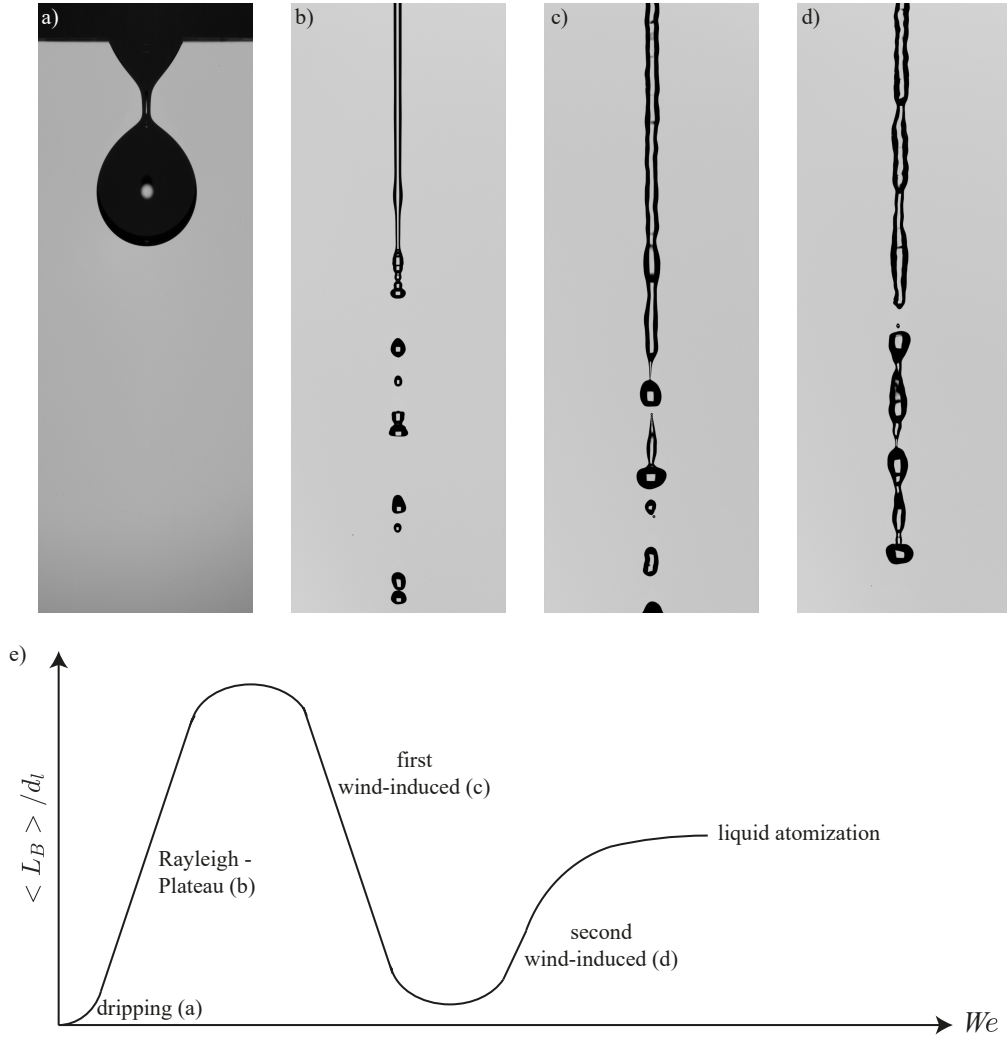 a)
b)
c)
d)
e)
< L_B > /d_l
first
wind-induced (c)
liquid atomization
Rayleigh -
Plateau (b)
second
wind-induced (d)
dripping (a)
We